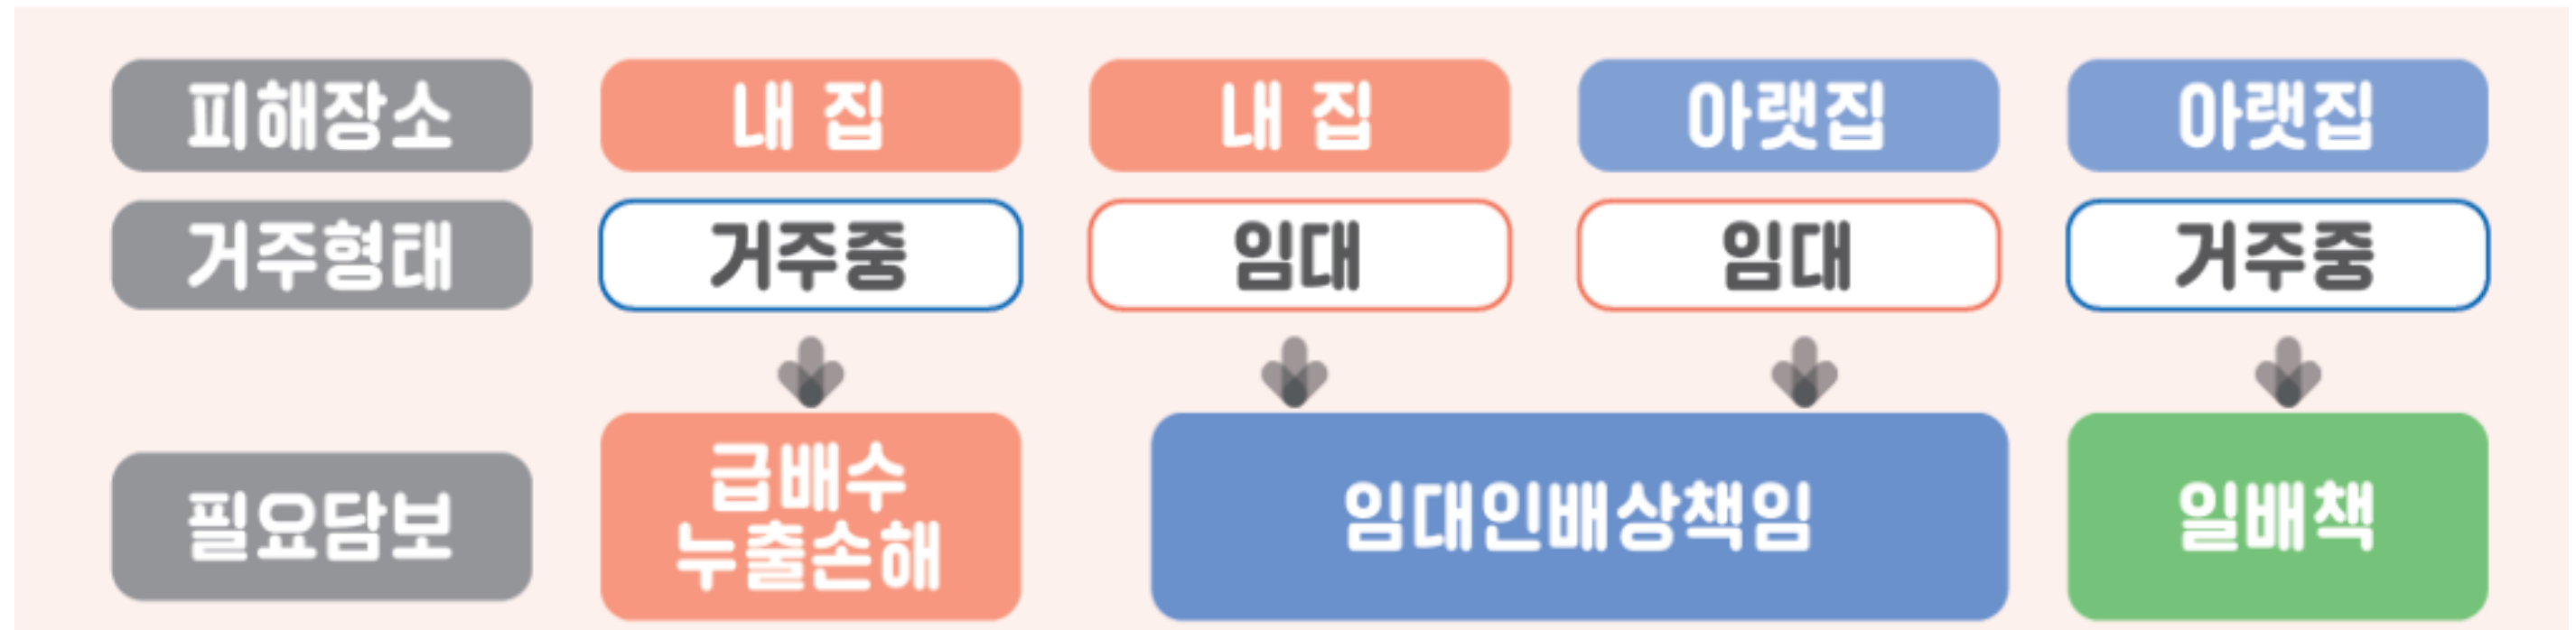 피해장소 내 집 내 집 아랫집 아랫집
거주형태 거주중 임대 임대 거주중
필요담보 급배수 누출손해 임대인배상책임 일배책